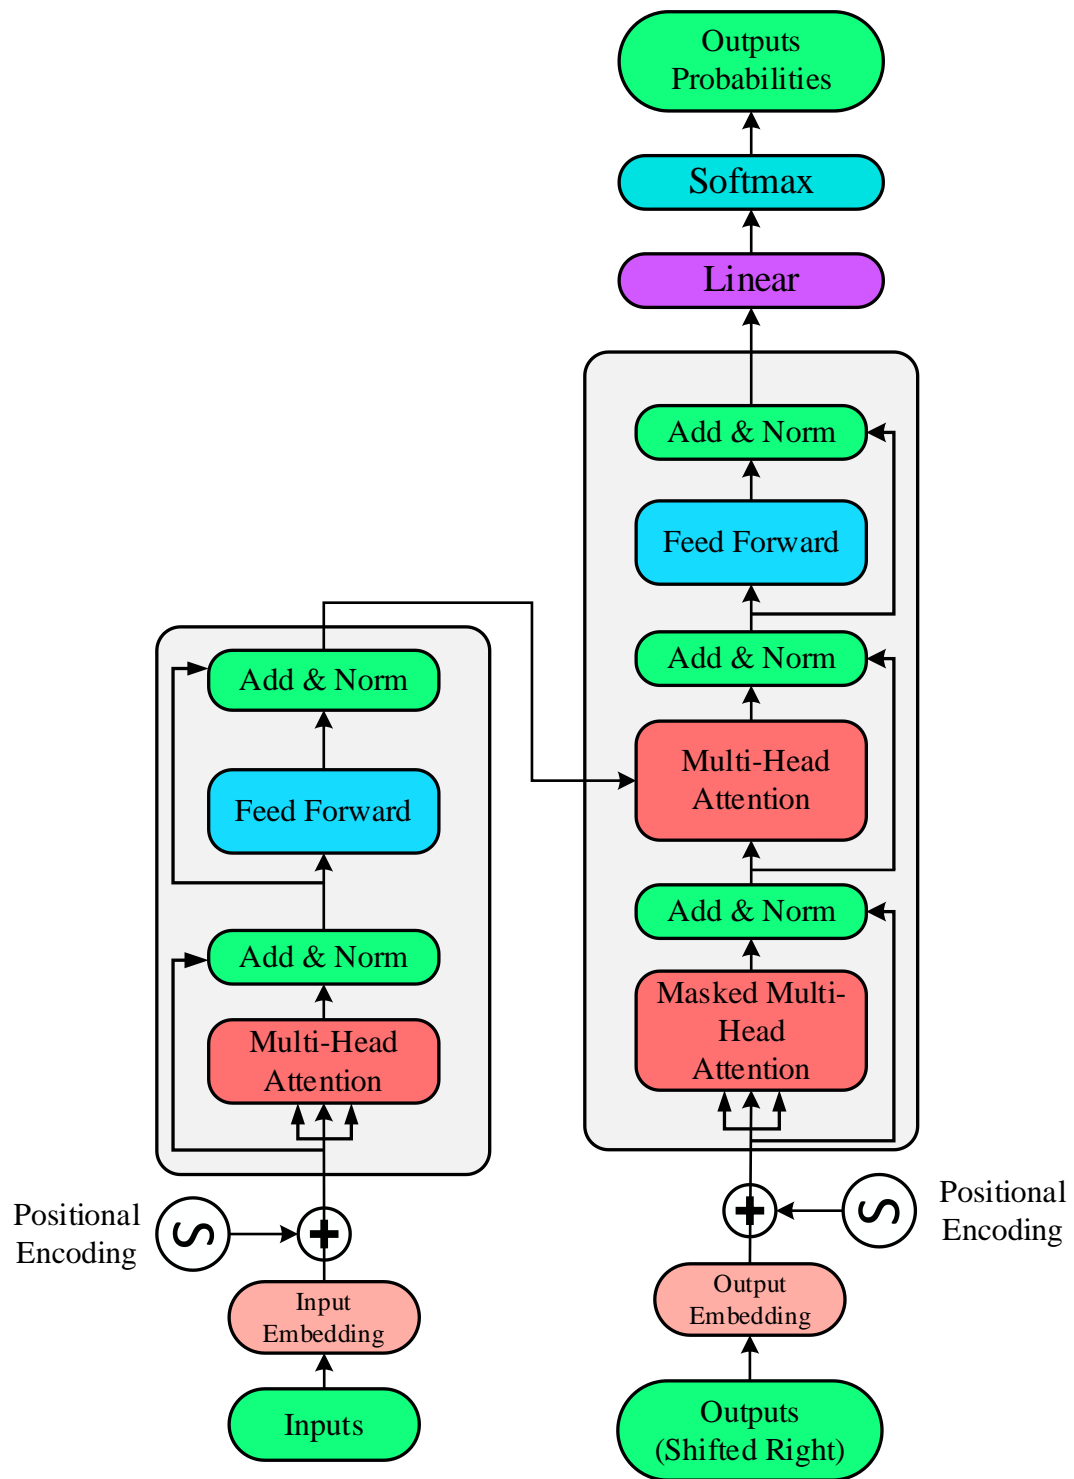 Outputs
Probabilities
Softmax
Linear
Add & Norm
Feed Forward
Add & Norm
Multi-Head
Attention
Add & Norm
Masked Multi-
Head
Attention
Positional
Encoding
Output
Embedding
Outputs
(Shifted Right)
Add & Norm
Feed Forward
Add & Norm
Multi-Head
Attention
Positional
Encoding
Input
Embedding
Inputs